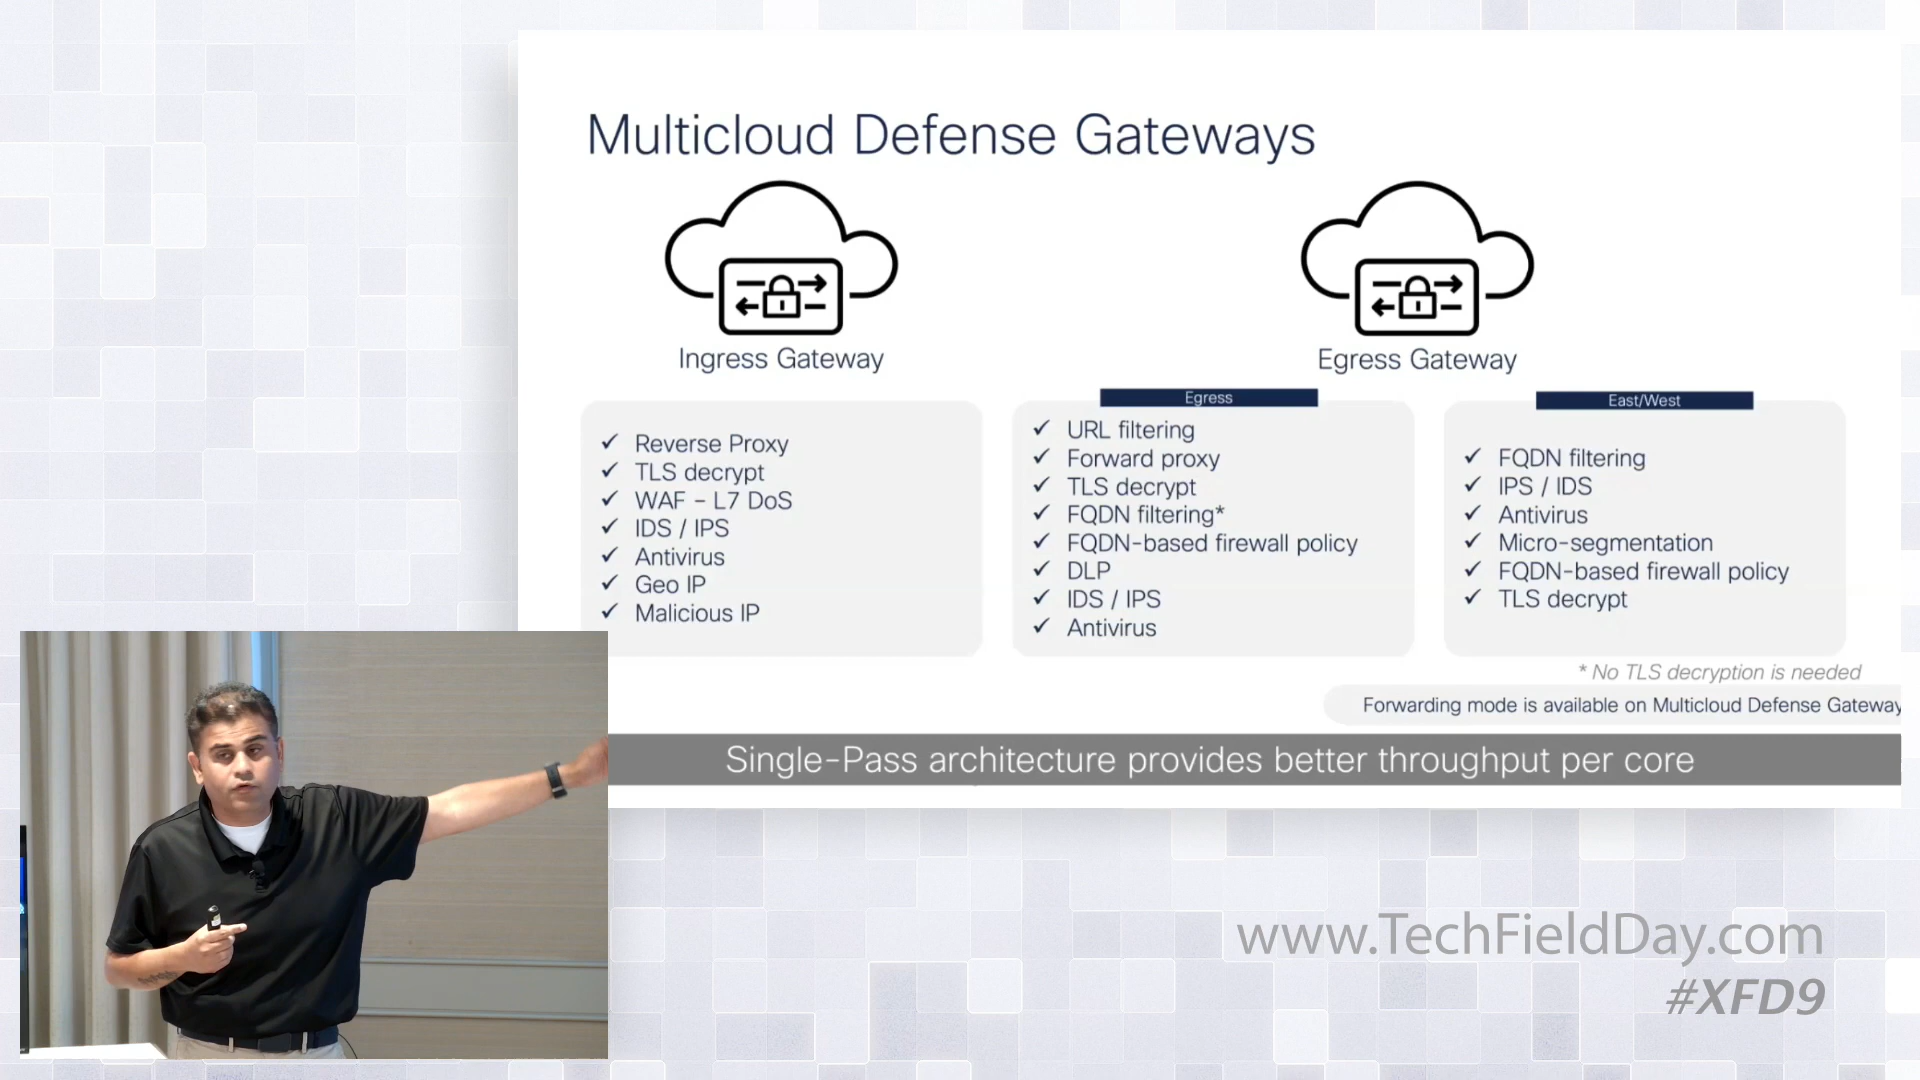 Multicloud Defense Gateways
Ingress Gateway
Egress Gateway
✓ Reverse Proxy
✓ TLS decrypt
✓ WAF – L7 DoS
✓ IDS / IPS
✓ Antivirus
✓ Geo IP
✓ Malicious IP
Egress
✓ URL filtering
✓ Forward proxy
✓ TLS decrypt
✓ FQDN filtering*
✓ FQDN-based firewall policy
✓ DLP
✓ IDS / IPS
✓ Antivirus
East/West
✓ FQDN filtering
✓ IPS / IDS
✓ Antivirus
✓ Micro-segmentation
✓ FQDN-based firewall policy
✓ TLS decrypt
* No TLS decryption is needed
Forwarding mode is available on Multicloud Defense Gateway
Single-Pass architecture provides better throughput per core
www.TechFieldDay.com
#XFD9